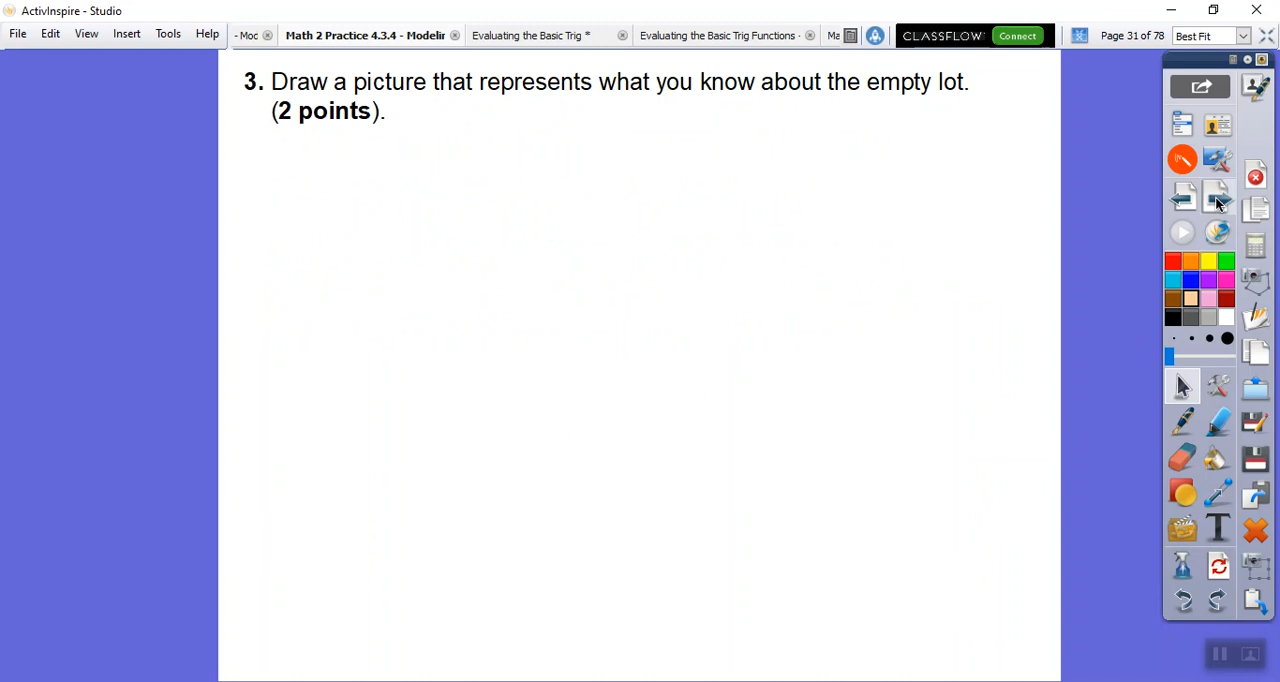 ActivInspire - Studio
File Edit View Insert Tools Help
- Moc Math 2 Practice 4.3.4 - Modelir Evaluating the Basic Trig * Evaluating the Basic Trig Functions - Ma CLASSFLOW Connect Page 31 of 78 Best Fit
3. Draw a picture that represents what you know about the empty lot.
(2 points).
T